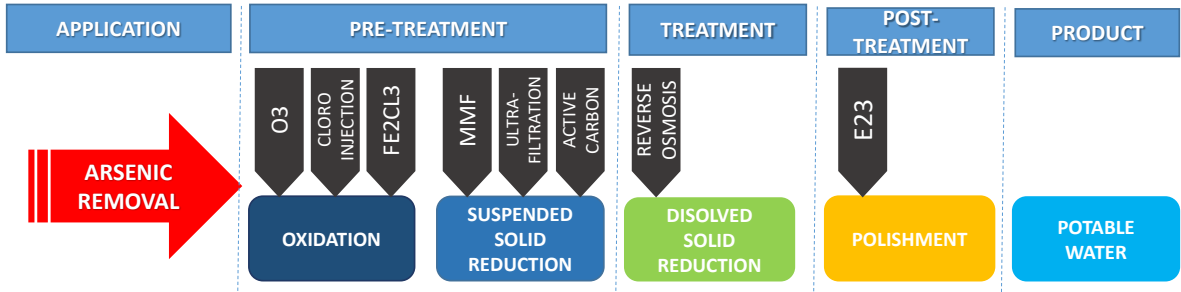 APPLICATION
PRE-TREATMENT
TREATMENT
POST-
TREATMENT
PRODUCT
O3
CLORO
INJECTION
FE2CL3
MMF
ULTRA-
FILTRATION
ACTIVE
CARBON
REVERSE
OSMOSIS
E23
ARSENIC
REMOVAL
OXIDATION
SUSPENDED
SOLID
REDUCTION
DISOLVED
SOLID
REDUCTION
POLISHMENT
POTABLE
WATER